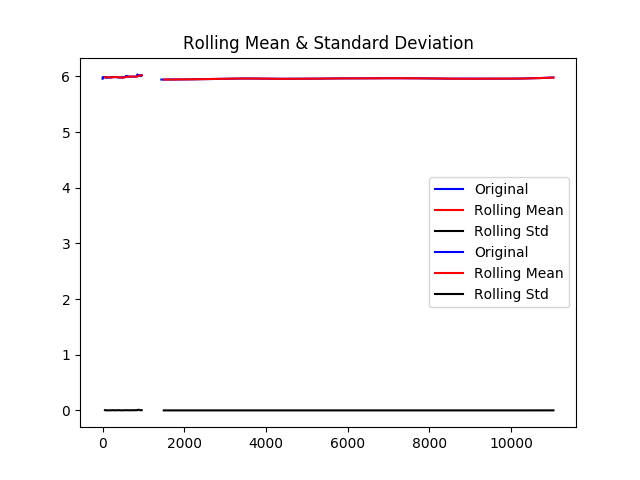 Rolling Mean & Standard Deviation
6
5
4
3
2
1
0
Original
Rolling Mean
Rolling Std
Original
Rolling Mean
Rolling Std
0 2000 4000 6000 8000 10000